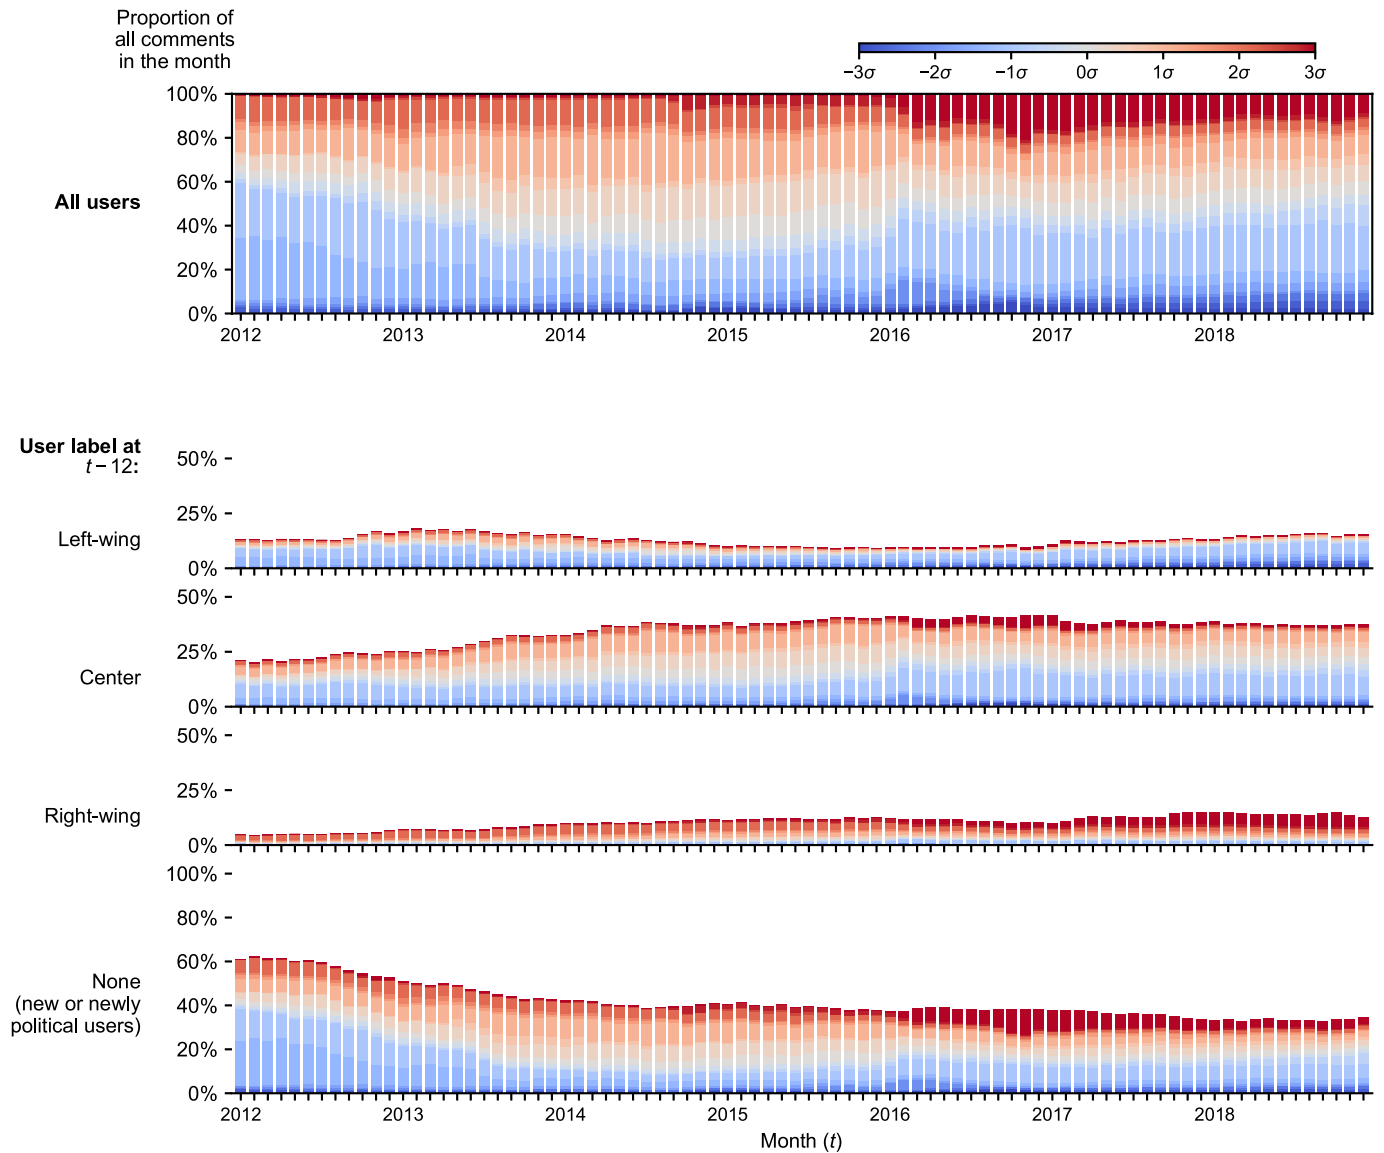 Proportion of
all comments
in the month
−3σ −2σ −1σ 0σ 1σ 2σ 3σ
100%
80%
60%
All users
40%
20%
0%
2012 2013 2014 2015 2016 2017 2018
User label at
t − 12:
50%
25%
Left-wing
0%
50%
25%
Center
0%
50%
25%
Right-wing
0%
100%
80%
60%
None
(new or newly
political users)
40%
20%
0%
2012 2013 2014 2015 2016 2017 2018
Month (t)